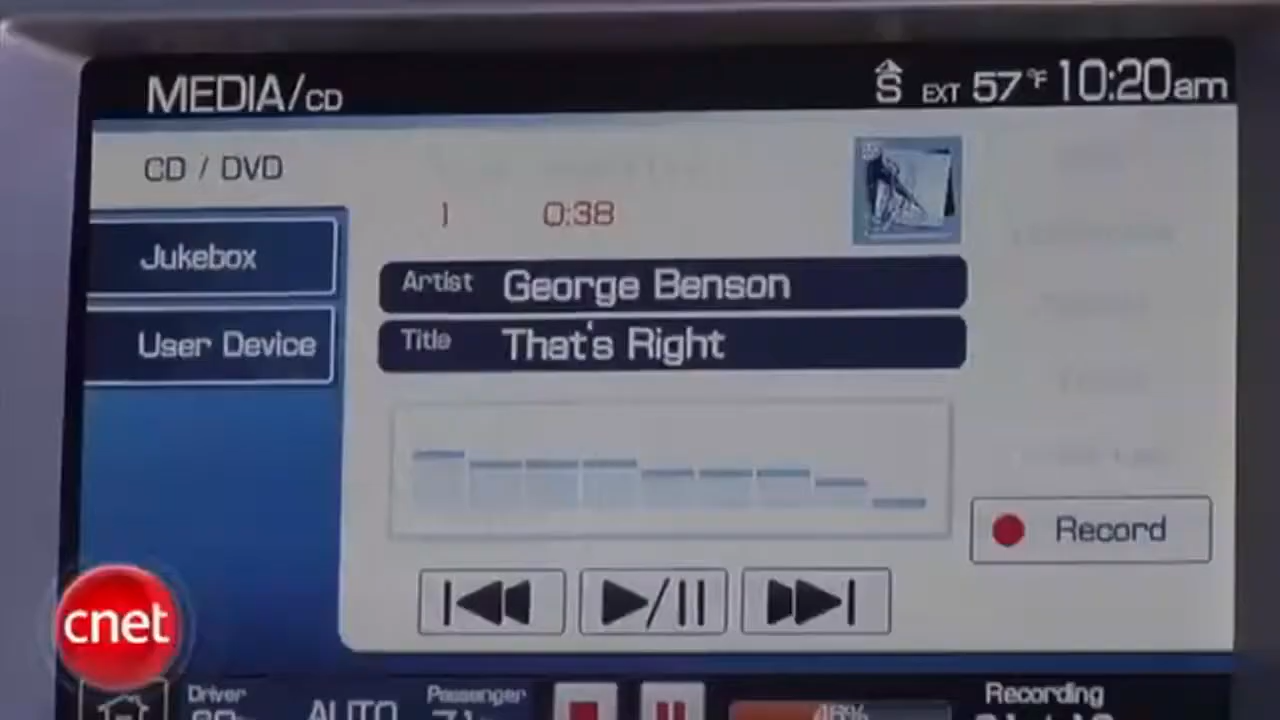 MEDIA/CD
S EXT 57°F 10:20am
CD / DVD
1 0:38
Jukebox
Artist George Benson
User Device
Title That's Right
Record
cnet
Driver
AUTO
Passenger
46%
Recording